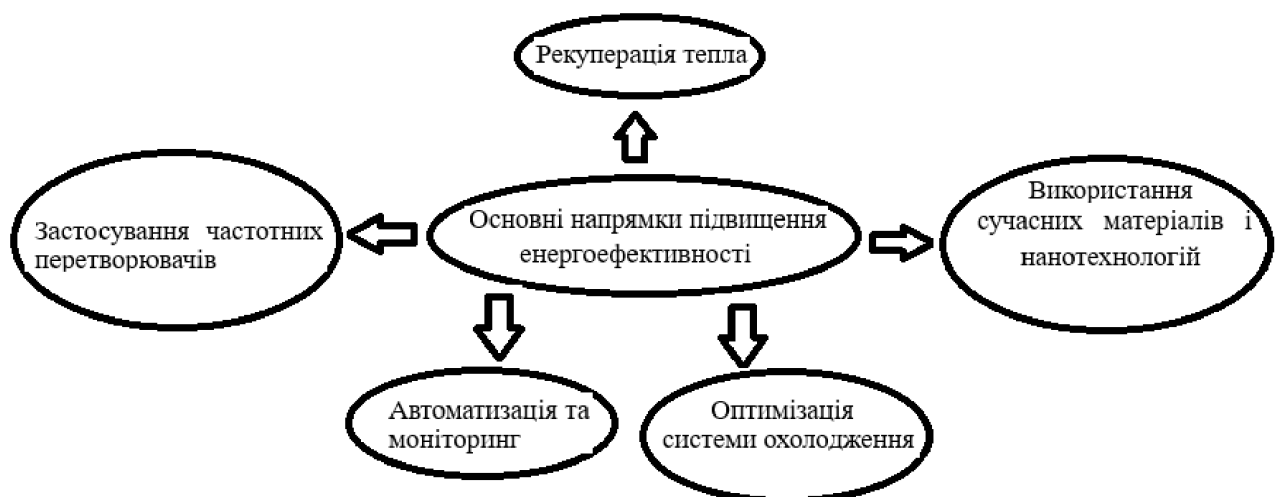 Рекуперація тепла
Основні напрямки підвищення
енергоефективності
Використання
сучасних матеріалів і
нанотехнологій
Застосування частотних
перетворювачів
Автоматизація та
моніторинг
Оптимізація
системи охолодження